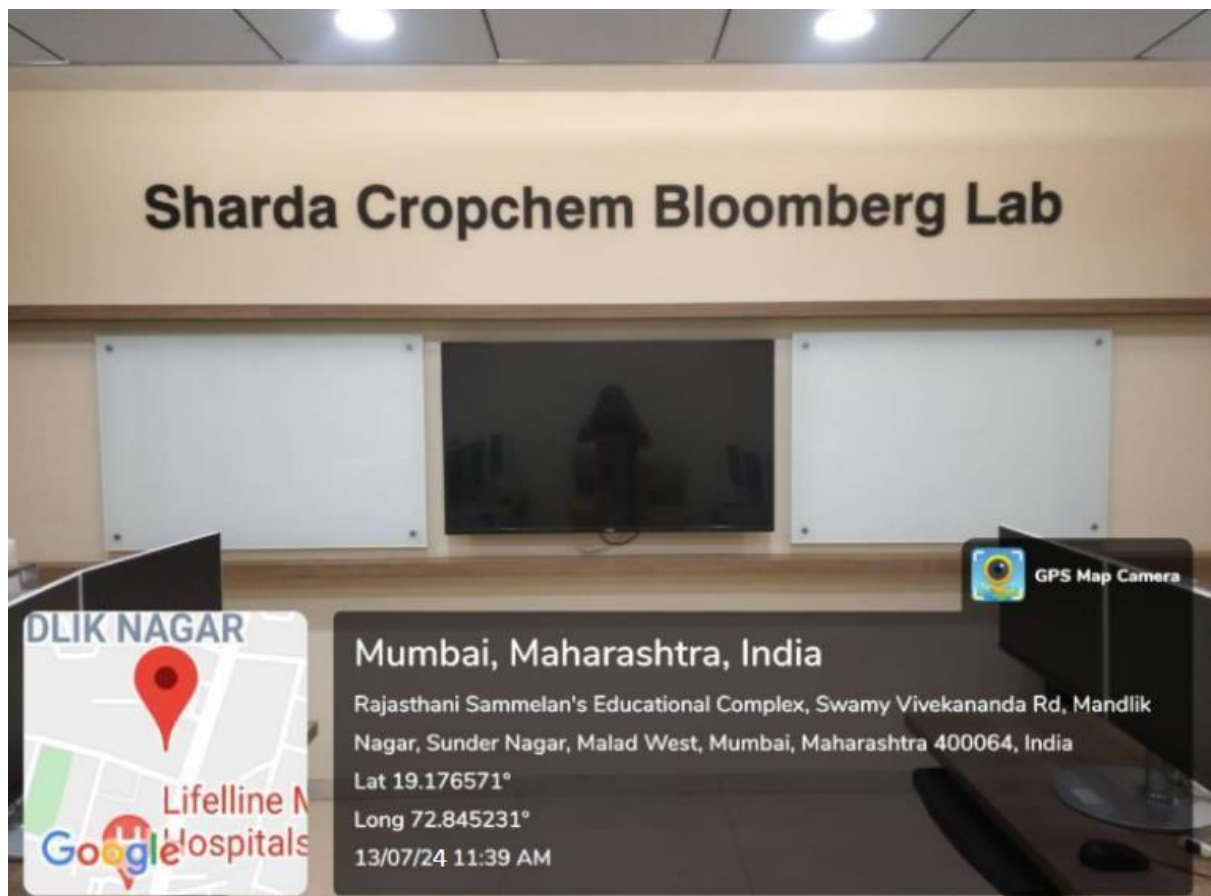 Sharda Cropchem Bloomberg Lab
GPS Map Camera
DLIK NAGAR
Lifelline
Hospitals
Google
Mumbai, Maharashtra, India
Rajasthani Sammelan's Educational Complex, Swamy Vivekananda Rd, Mandlik
Nagar, Sunder Nagar, Malad West, Mumbai, Maharashtra 400064, India
Lat 19.176571°
Long 72.845231°
13/07/24 11:39 AM